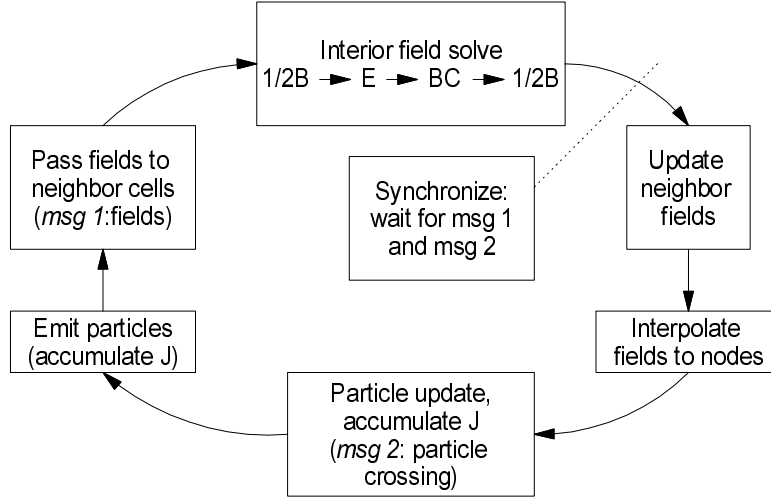 Interior field solve
1/2B E BC 1/2B
Pass fields to
neighbor cells
(msg 1:fields)
Synchronize:
wait for msg 1
and msg 2
Update
neighbor
fields
Emit particles
(accumulate J)
Interpolate
fields to nodes
Particle update,
accumulate J
(msg 2: particle
crossing)